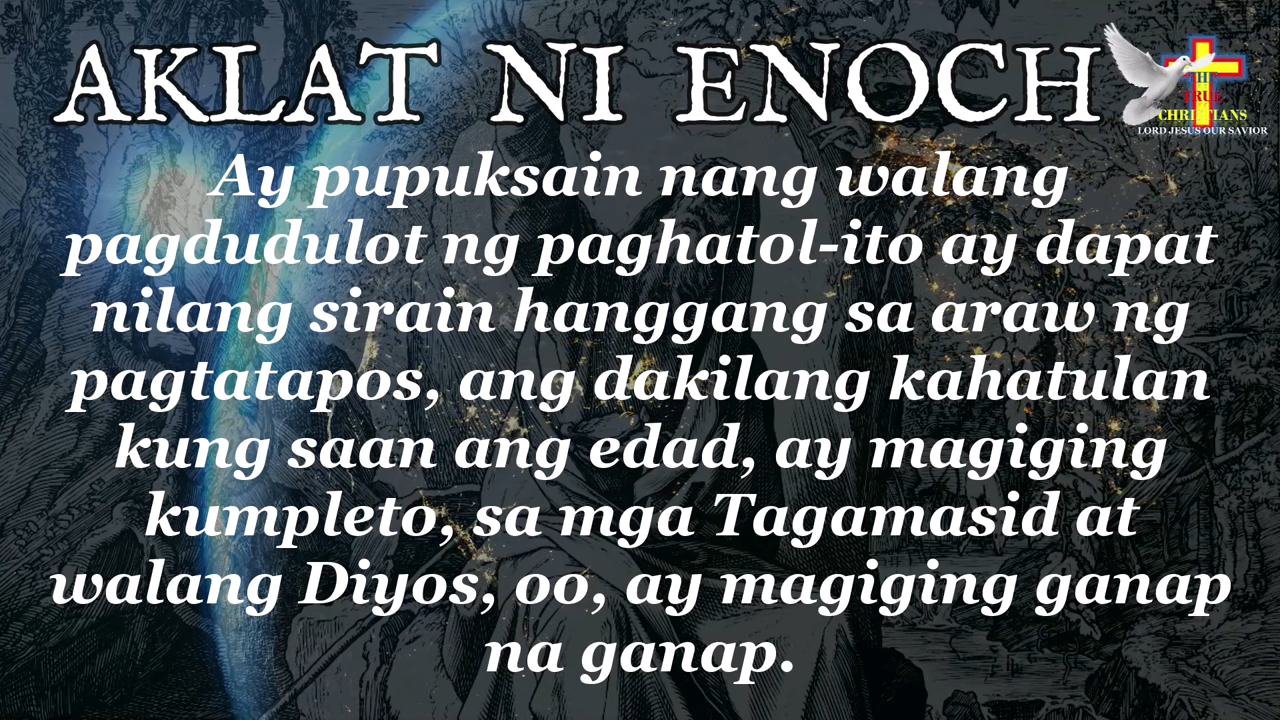 AKLAT NI ENOCH
TRUE
CHRISTIANS
LORD JESUS OUR SAVIOR
Ay pupuksain nang walang
pagdudulot ng paghatol-ito ay dapat
nilang sirain hanggang sa araw ng
pagtatapos, ang dakilang kahatulan
kung saan ang edad, ay magiging
kumpleto, sa mga Tagamasid at
walang Diyos, oo, ay magiging ganap
na ganap.